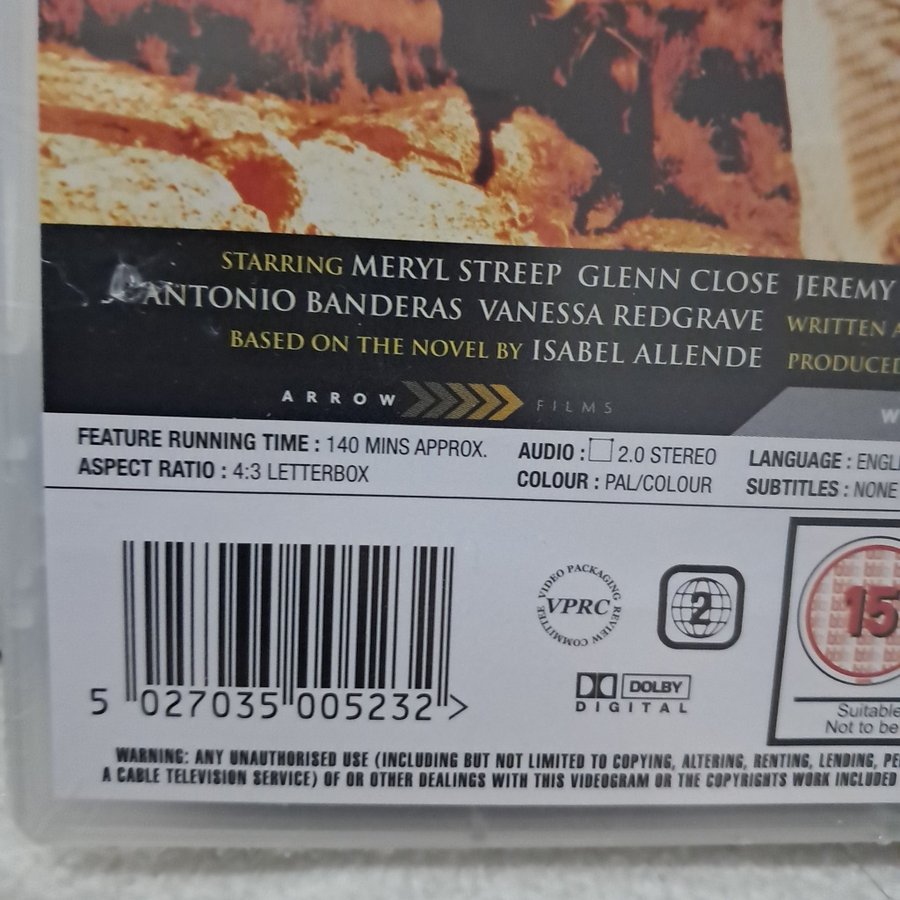 STARRING MERYL STREEP GLENN CLOSE JEREMY
ANTONIO BANDERAS VANESSA REDGRAVE WRITTEN A
BASED ON THE NOVEL BY ISABEL ALLENDE PRODUCED
ARROW FILMS
W
FEATURE RUNNING TIME : 140 MINS APPROX.
ASPECT RATIO : 4:3 LETTERBOX
AUDIO : 2.0 STEREO
COLOUR : PAL/COLOUR
LANGUAGE : ENGL
SUBTITLES : NONE
VIDEO PACKAGING REVIEW COMMITTEE
VPRC
2
15
DOLBY
DIGITAL
Suitable
Not to be
5 027035 005232 >
WARNING: ANY UNAUTHORISED USE (INCLUDING BUT NOT LIMITED TO COPYING, ALTERING, RENTING, LENDING, PE
A CABLE TELEVISION SERVICE) OF OR OTHER DEALINGS WITH THIS VIDEOGRAM OR THE COPYRIGHTS WORK INCLUDED